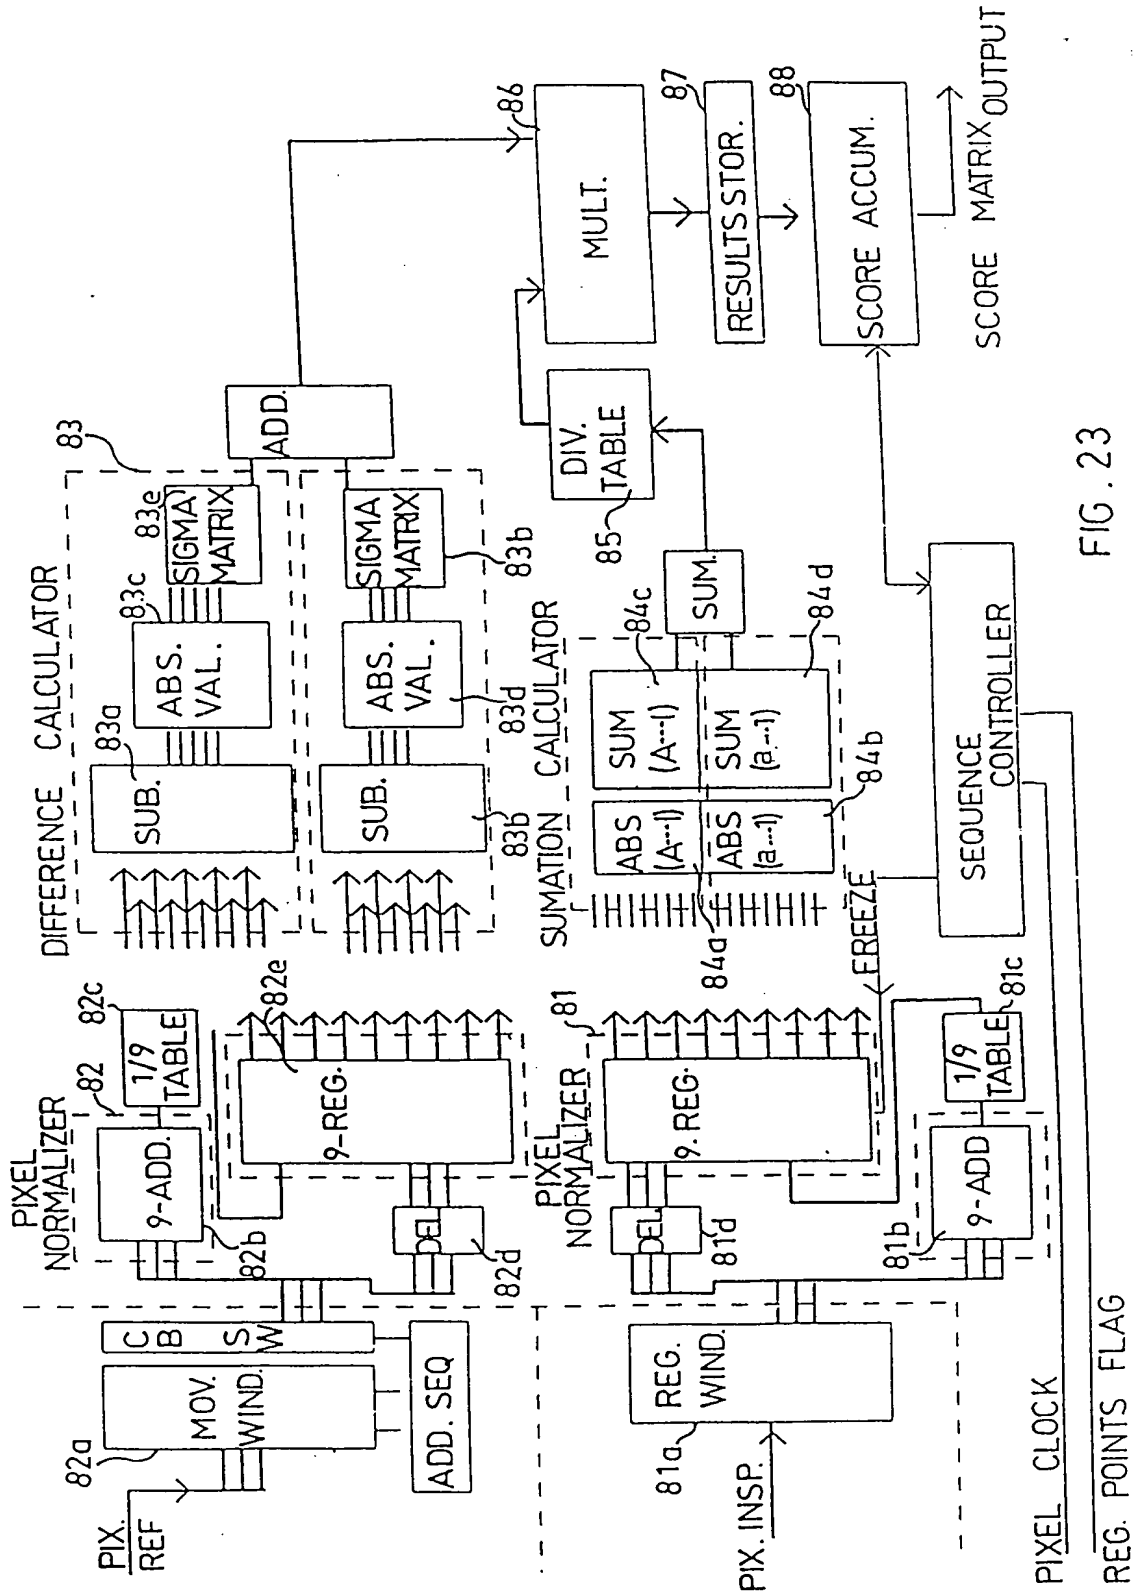 PIX.
REF
82a
MOV.
WIND.
C
B
S
W
ADD. SEQ
PIXEL
NORMALIZER
82
9-ADD.
82b
82c
1/9
TABLE
82e
9-REG.
DEL
82d
DIFFERENCE CALCULATOR
83
83a
SUB.
83c
ABS.
VAL.
83e
SIGMA
MATRIX
SUB.
83b
ABS.
VAL.
83d
SIGMA
MATRIX
83b
ADD.
86
MULT.
87
RESULTS STOR.
88
SCORE ACCUM.
SCORE MATRIX
OUTPUT
PIX. INSP.
81a
REG.
WIND.
PIXEL
NORMALIZER
81
9. REG.
DEL
81d
81b
9-ADD
1/9
TABLE
81c
SUMATION CALCULATOR
84a
ABS
(A---I)
ABS
(a---1)
84b
84c
SUM
(A---I)
SUM
(a---1)
84d
SUM.
DIV.
TABLE
85
FREEZE
SEQUENCE
CONTROLLER
PIXEL CLOCK
REG. POINTS FLAG
FIG. 23